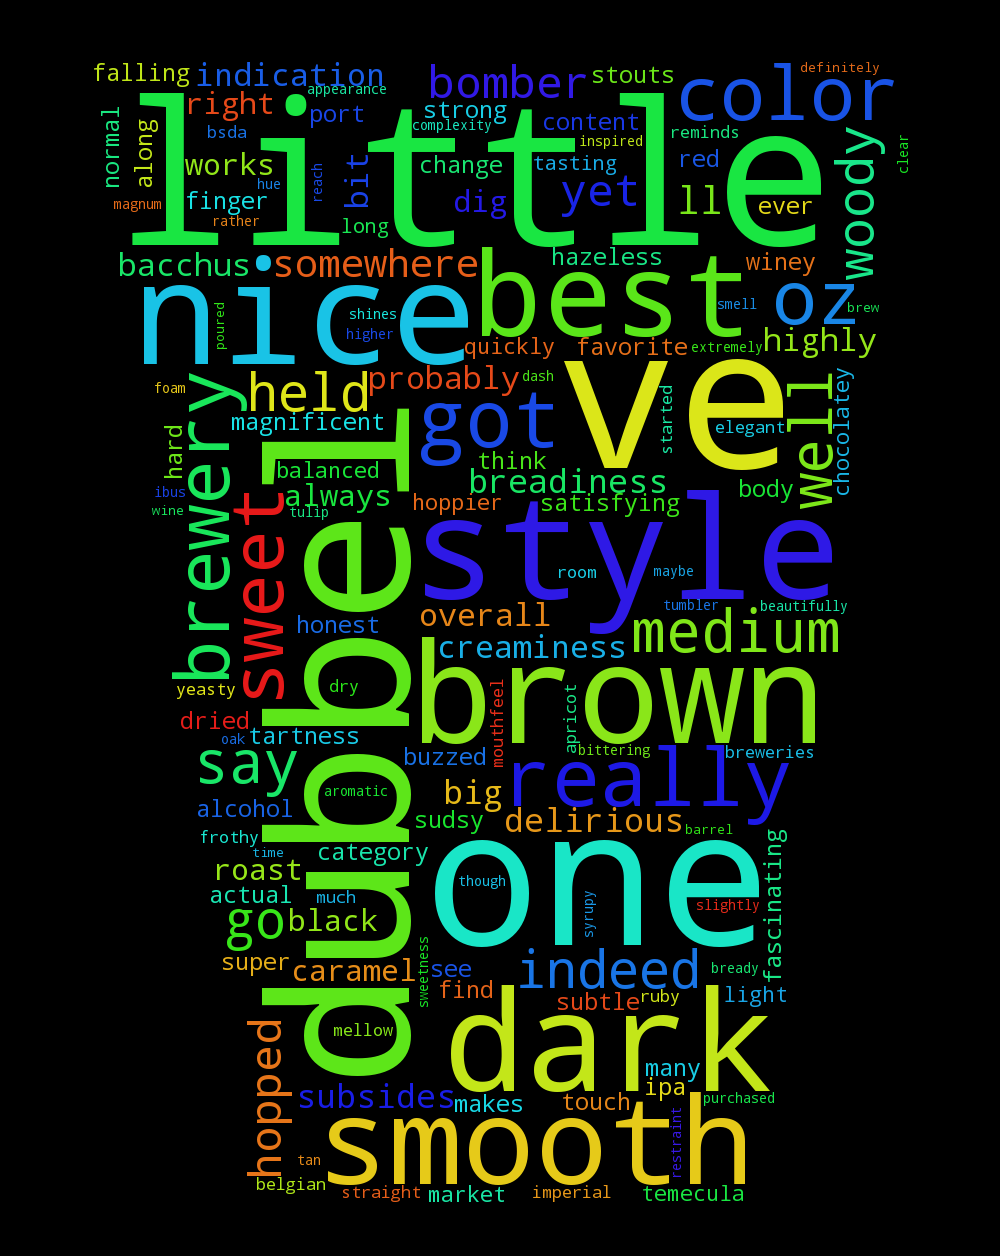 falling
indication
bomber
stouts
color
definitely
appearance
right
port
strong
complexity
content
inspired
reminds
normal
along
bsda
works
hue
reach
bit
change
tasting
red
clear
little
magnum
finger
rather
long
dig
yet
ll
ever
woody
bacchus
somewhere
hazeless
winey
nice
best
smell
oz
brew
poured
shines
higher
quickly
favorite
extremely
highly
foam
held
probably
dash
ve
started
elegant
well
chocolatey
brewery
magnificent
got
hard
balanced
think
breadiness
body
ibus
wine
sweet
always
tulip
hoppier
satisfying
style
room
maybe
honest
overall
tumbler
beautifully
creaminess
medium
dubbel
yeasty
dry
brown
mouthfeel
apricot
dried
oak
tartness
buzzed
bittering
breweries
say
really
aromatic
big
alcohol
sudsy
delirious
barrel
frothy
time
category
one
fascinating
roast
though
actual
much
syrupy
slightly
go
black
super
caramel
sweetness
see
indeed
bready
find
subtle
ruby
light
hopped
mellow
dark
many
ipa
subsides
makes
touch
purchased
smooth
restraint
tan
belgian
straight
market
imperial
temecula